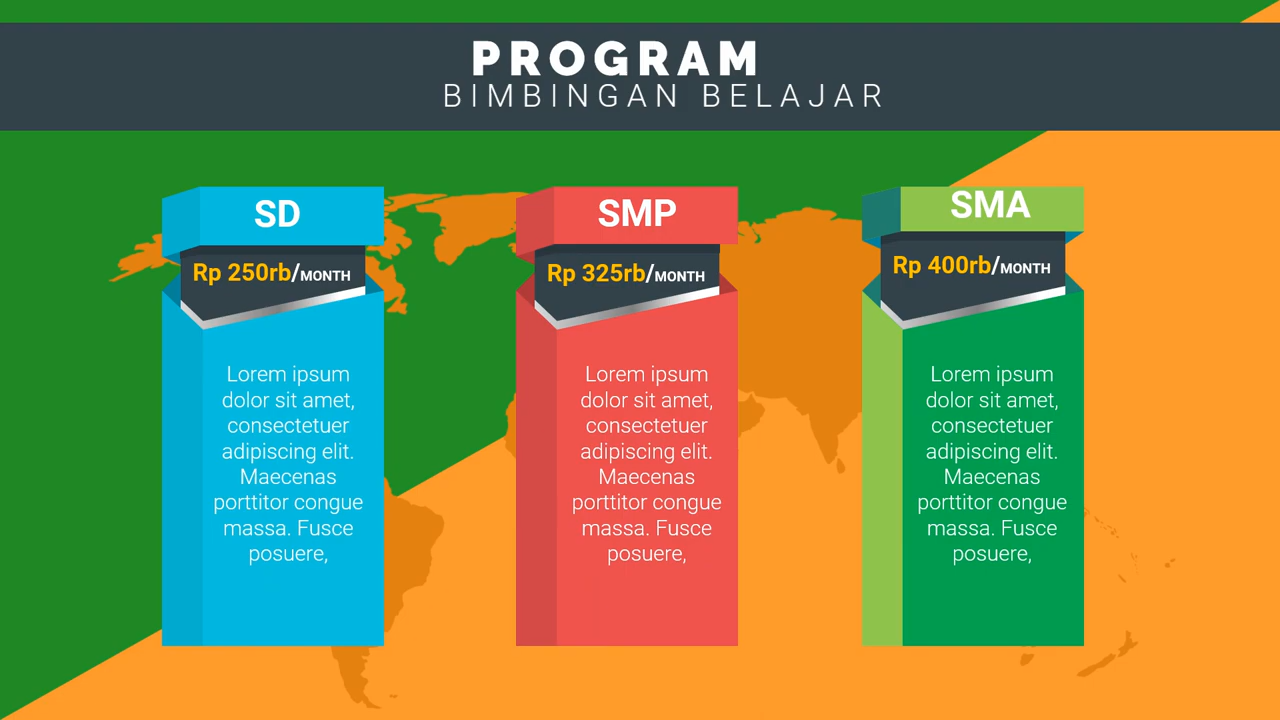 PROGRAM
BIMBINGAN BELAJAR
SD
Rp 250rb/MONTH
Lorem ipsum
dolor sit amet,
consectetuer
adipiscing elit.
Maecenas
porttitor congue
massa. Fusce
posuere,
SMP
Rp 325rb/MONTH
Lorem ipsum
dolor sit amet,
consectetuer
adipiscing elit.
Maecenas
porttitor congue
massa. Fusce
posuere,
SMA
Rp 400rb/MONTH
Lorem ipsum
dolor sit amet,
consectetuer
adipiscing elit.
Maecenas
porttitor congue
massa. Fusce
posuere,